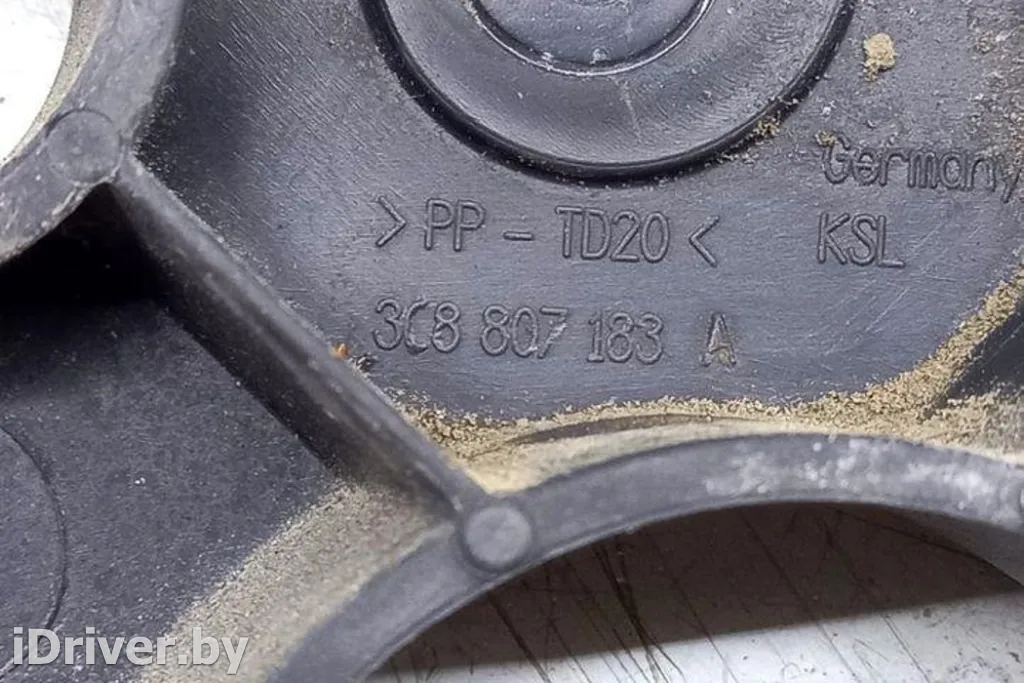 Germany
>PP-TD20< KSL
3C8 807 183 A
iDriver.by